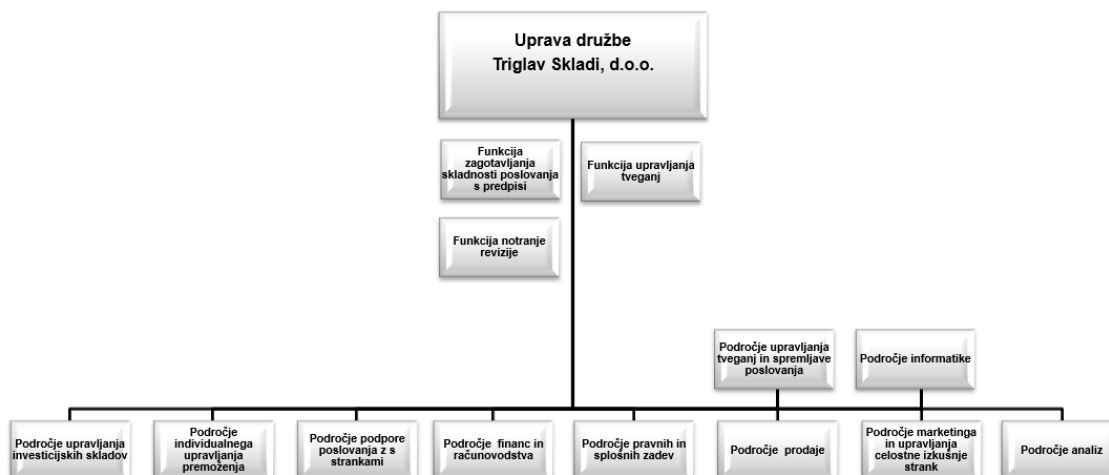 Uprava družbe
Triglav Skladi, d.o.o.
Funkcija
zagotavljanja
skladnosti poslovanja
s predpisi
Funkcija upravljanja
tveganj
Funkcija notranje
revizije
Področje upravljanja
tveganj in spremljave
poslovanja
Področje informatike
Področje upravljanja
investicijskih skladov
Področje
individualnega
upravljanja
premoženja
Področje podpore
poslovanja z s
strankami
Področje  financ in
računovodstva
Področje pravnih in
splošnih zadev
Področje  prodaje
Področje marketinga
in upravljanja
celostne izkušnje
strank
Področje analiz